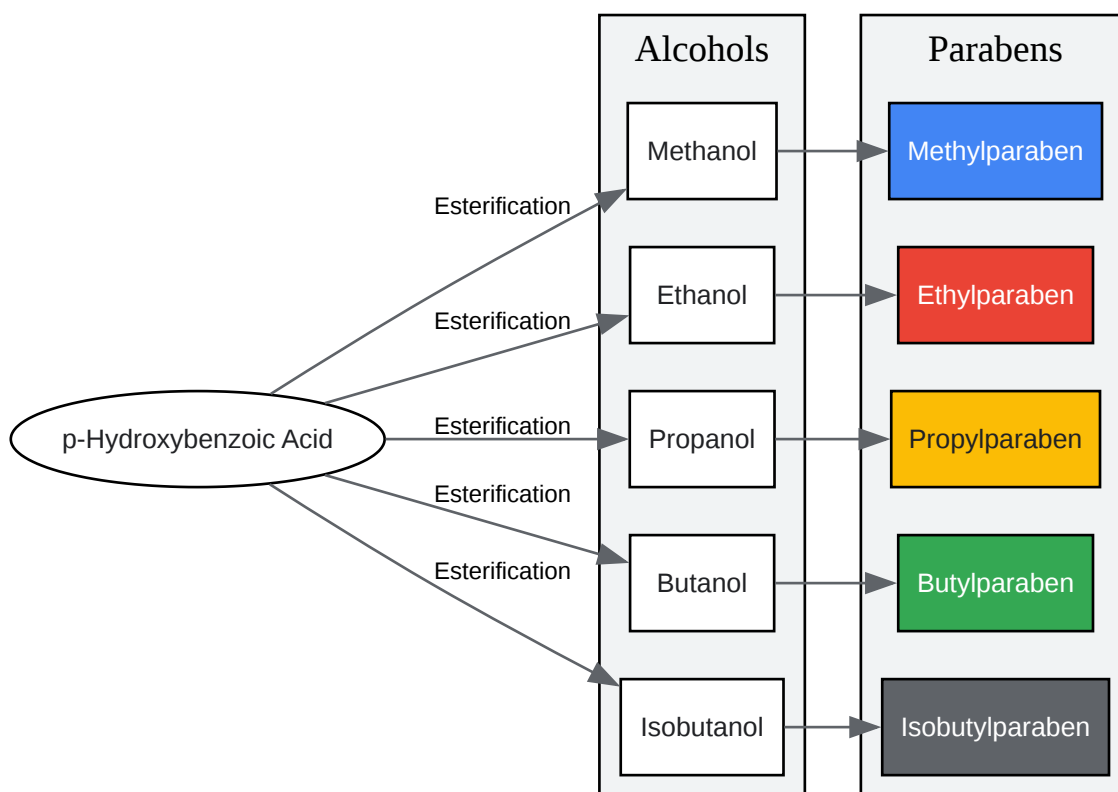 Alcohols
Parabens
Methanol
Methylparaben
Esterification
Ethanol
Ethylparaben
Esterification
p-Hydroxybenzoic Acid
Esterification
Propanol
Propylparaben
Esterification
Butanol
Butylparaben
Esterification
Isobutanol
Isobutylparaben